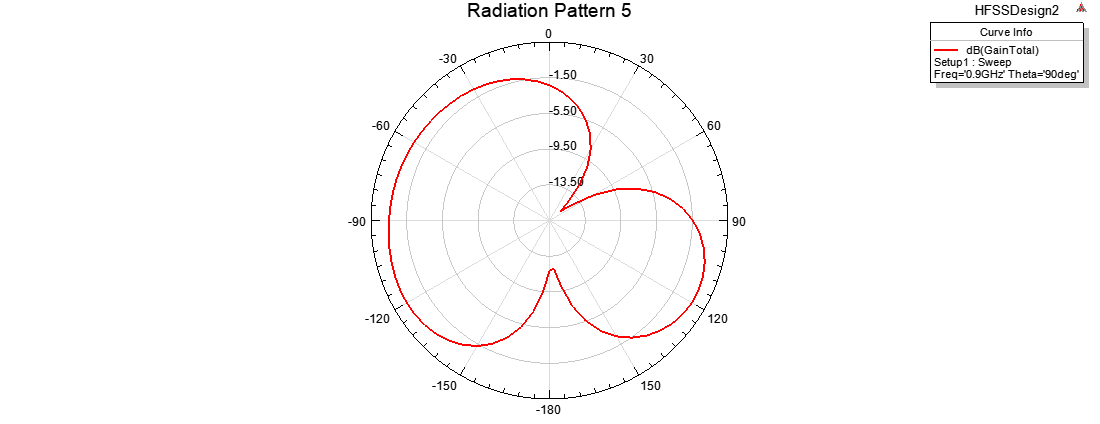 Radiation Pattern 5
HFSSDesign2
Curve Info
dB(GainTotal)
Setup1 : Sweep
Freq='0.9GHz' Theta='90deg'
0
-30
30
-1.50
-60
-5.50
60
-9.50
-13.50
-90
90
-120
120
-150
150
-180